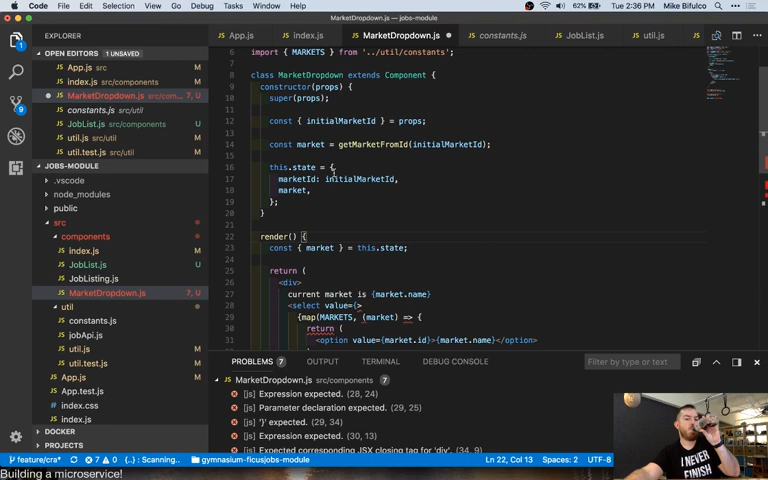 Code File Edit Selection View Go Debug Tasks Window Help 62% Tue 2:36 PM Mike Bifulco
MarketDropdown.js — jobs-module
EXPLORER
OPEN EDITORS 1 UNSAVED
App.js src M
index.js src/components M
MarketDropdown.js src/com... 7, U
constants.js src/util
JobList.js src/components U
util.js src/util M
util.test.js src/util M
JOBS-MODULE
.vscode
node_modules
public
src
components
index.js M
JobList.js U
JobListing.js
MarketDropdown.js 7, U
util
constants.js
jobApi.js
util.js M
util.test.js M
App.js M
App.test.js
index.css
index.js
DOCKER
PROJECTS
1
9
App.js index.js MarketDropdown.js constants.js JobList.js util.js
6 import { MARKETS } from '../util/constants';
7
8 class MarketDropdown extends Component {
9 constructor(props) {
10 super(props);
11
12 const { initialMarketId } = props;
13
14 const market = getMarketFromId(initialMarketId);
15
16 this.state = {
17 marketId: initialMarketId,
18 market,
19 };
20 }
21
22 render() {
23 const { market } = this.state;
24
25 return (
26 <div>
27 current market is {market.name}
28 <select value={>
29 {map(MARKETS, (market) => {
30 return (
31 <option value={market.id}>{market.name}</option>
PROBLEMS 7 OUTPUT TERMINAL DEBUG CONSOLE Filter by type or text
MarketDropdown.js src/components 7
[js] Expression expected. (28, 24)
[js] Parameter declaration expected. (29, 25)
[js] '}' expected. (29, 34)
[js] Expression expected. (30, 13)
[js] Expected corresponding JSX closing tag for 'div'. (34, 9)
feature/cra* 7 0 {..}: Scanning.. gymnasium-ficus/jobs-module Ln 22, Col 13 Spaces: 2 UTF-8
Building a microservice!
I NEVER
FINISH